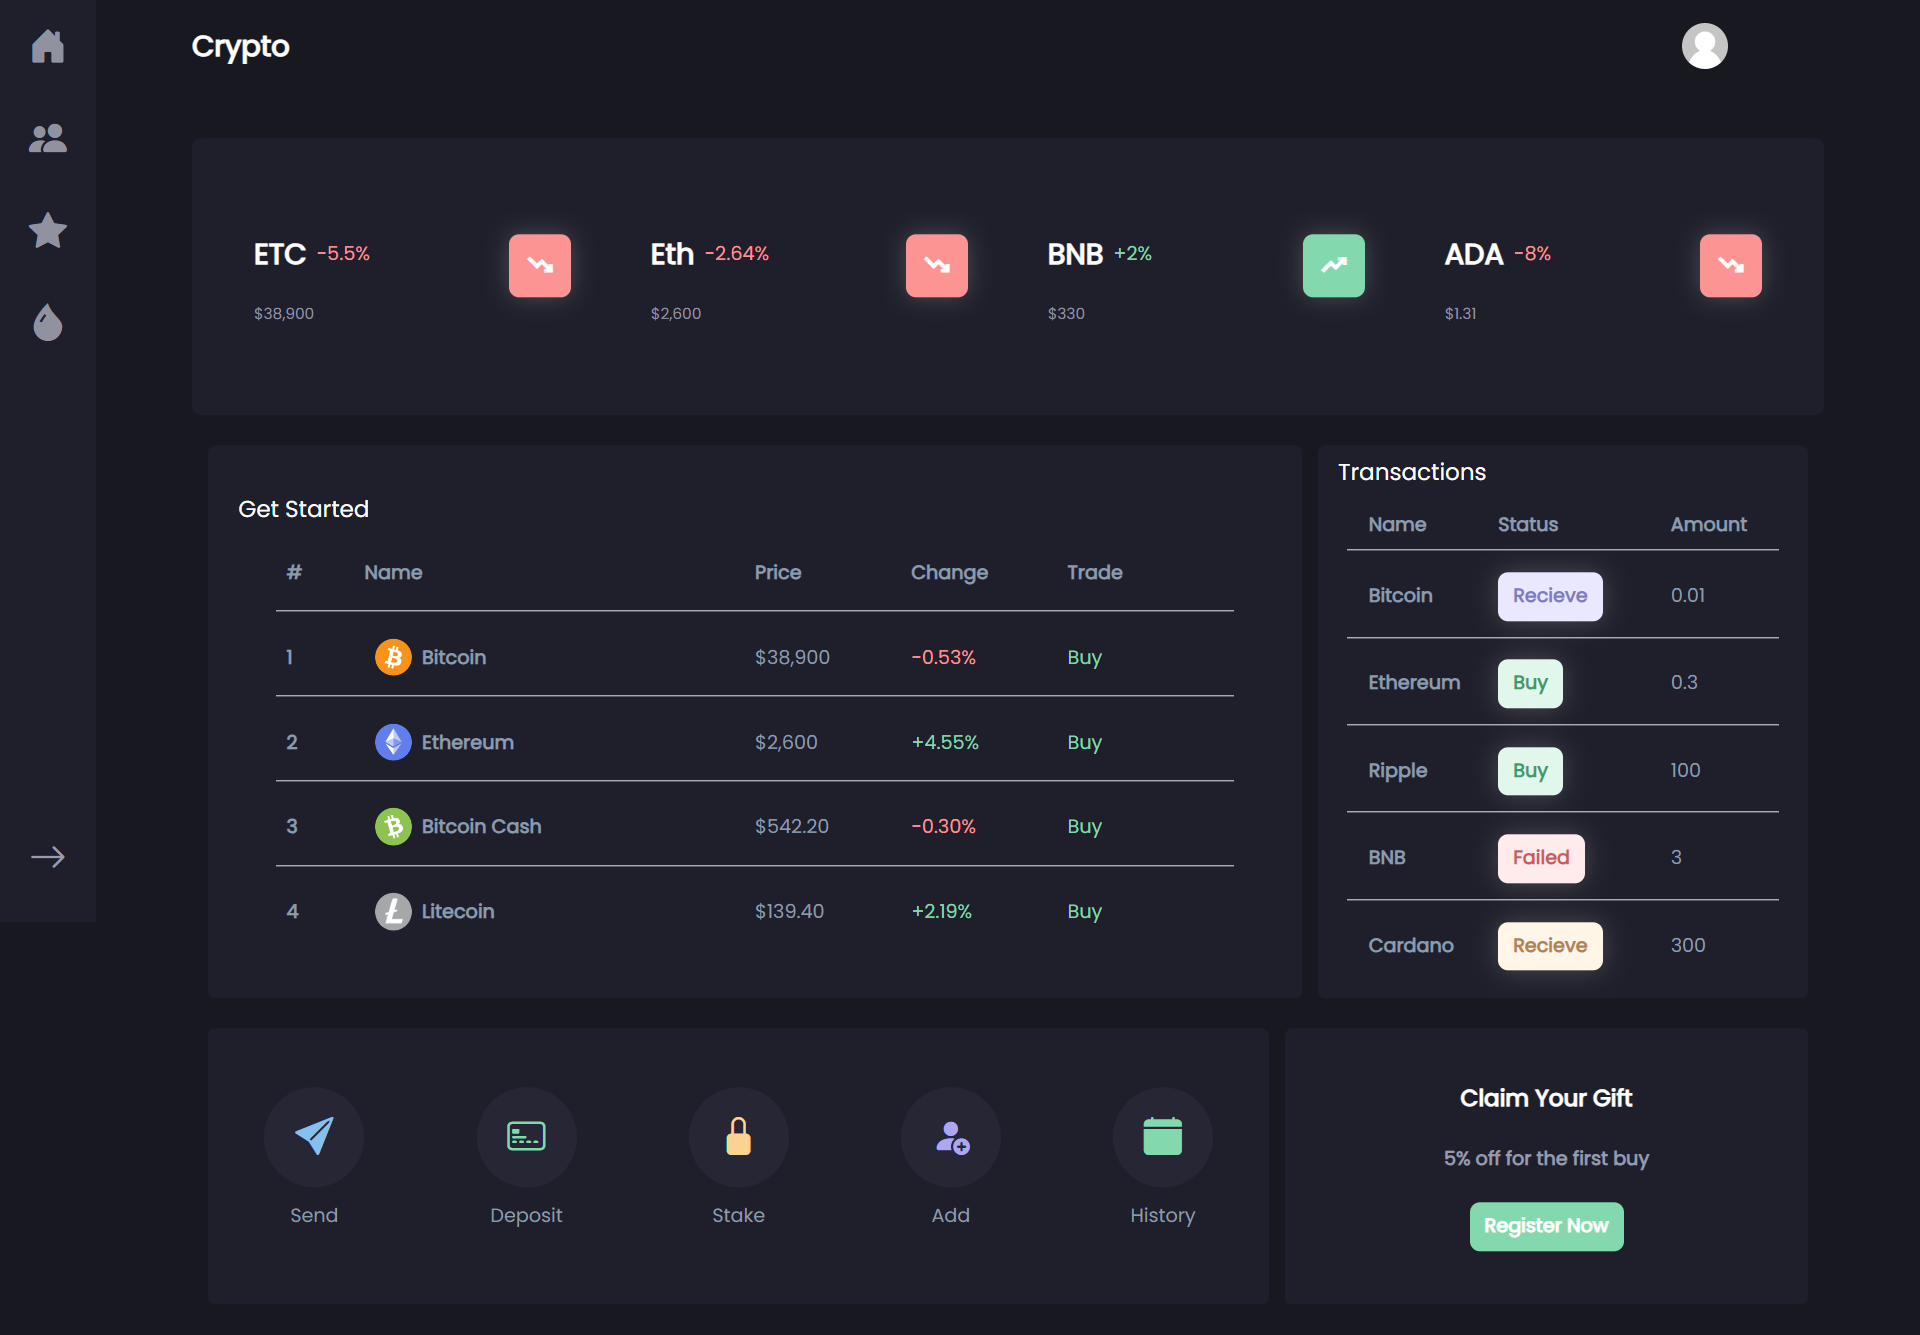 Crypto
ETC -5.5%
$38,900
Eth -2.64%
$2,600
BNB +2%
$330
ADA -8%
$1.31
Get Started
# Name Price Change Trade
1 Bitcoin $38,900 -0.53% Buy
2 Ethereum $2,600 +4.55% Buy
3 Bitcoin Cash $542.20 -0.30% Buy
4 Litecoin $139.40 +2.19% Buy
Transactions
Name Status Amount
Bitcoin Recieve 0.01
Ethereum Buy 0.3
Ripple Buy 100
BNB Failed 3
Cardano Recieve 300
Send
Deposit
Stake
Add
History
Claim Your Gift
5% off for the first buy
Register Now